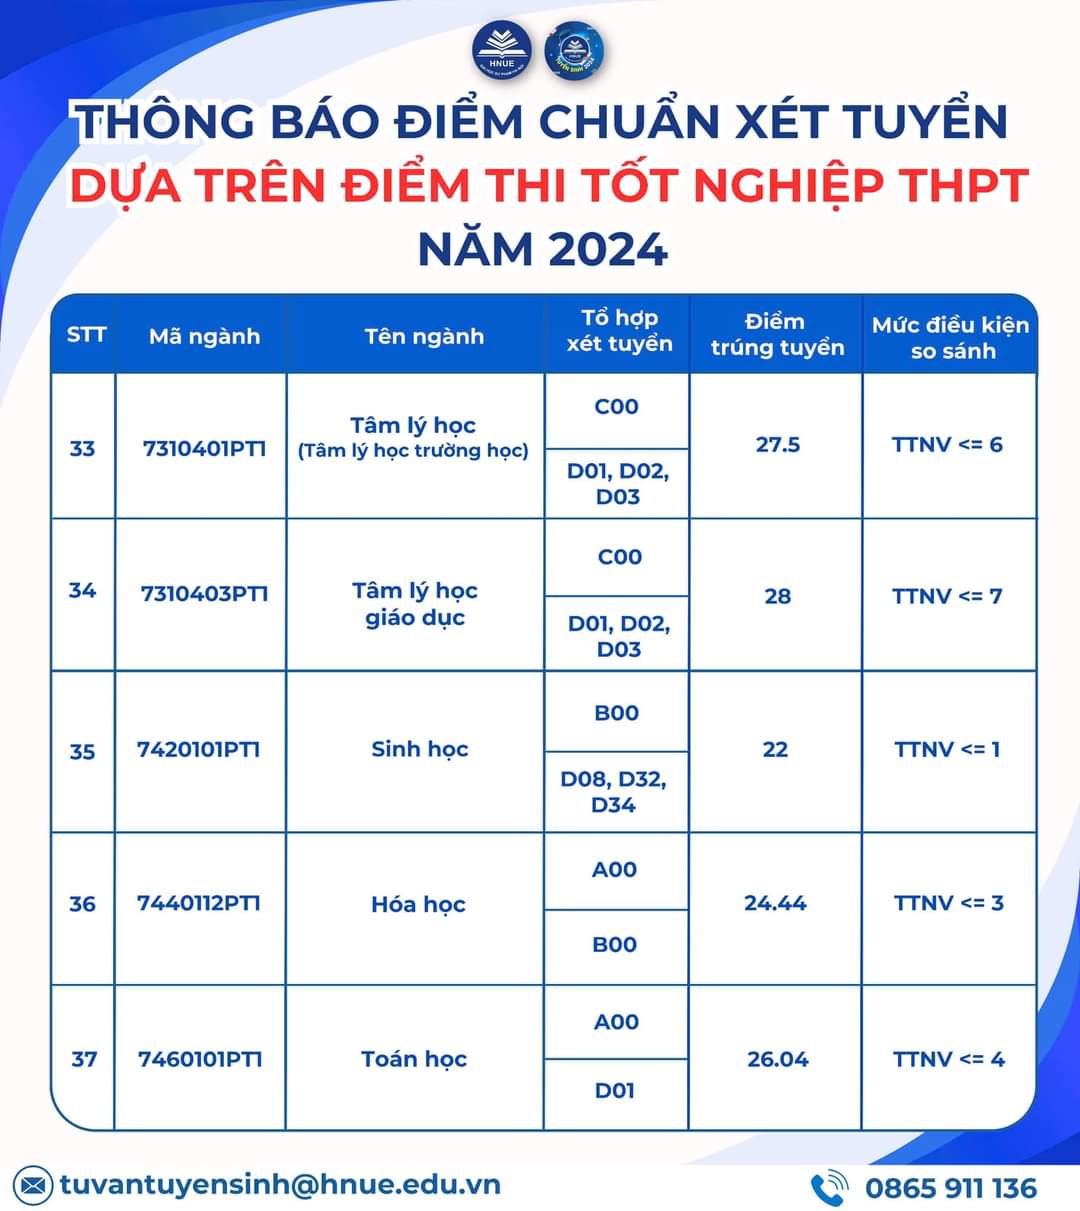 HNUE
HNUE
TUYỂN SINH 2024
THÔNG BÁO ĐIỂM CHUẨN XÉT TUYỂN
DỰA TRÊN ĐIỂM THI TỐT NGHIỆP THPT
NĂM 2024
STT
Mã ngành
Tên ngành
Tổ hợp
xét tuyển
Điểm
trúng tuyển
Mức điều kiện
so sánh
33
7310401PT1
Tâm lý học
(Tâm lý học trường học)
C00
D01, D02,
D03
27.5
TTNV <= 6
34
7310403PT1
Tâm lý học
giáo dục
C00
D01, D02,
D03
28
TTNV <= 7
35
7420101PT1
Sinh học
B00
D08, D32,
D34
22
TTNV <= 1
36
7440112PT1
Hóa học
A00
B00
24.44
TTNV <= 3
37
7460101PT1
Toán học
A00
D01
26.04
TTNV <= 4
tuvantuyensinh@hnue.edu.vn
0865 911 136